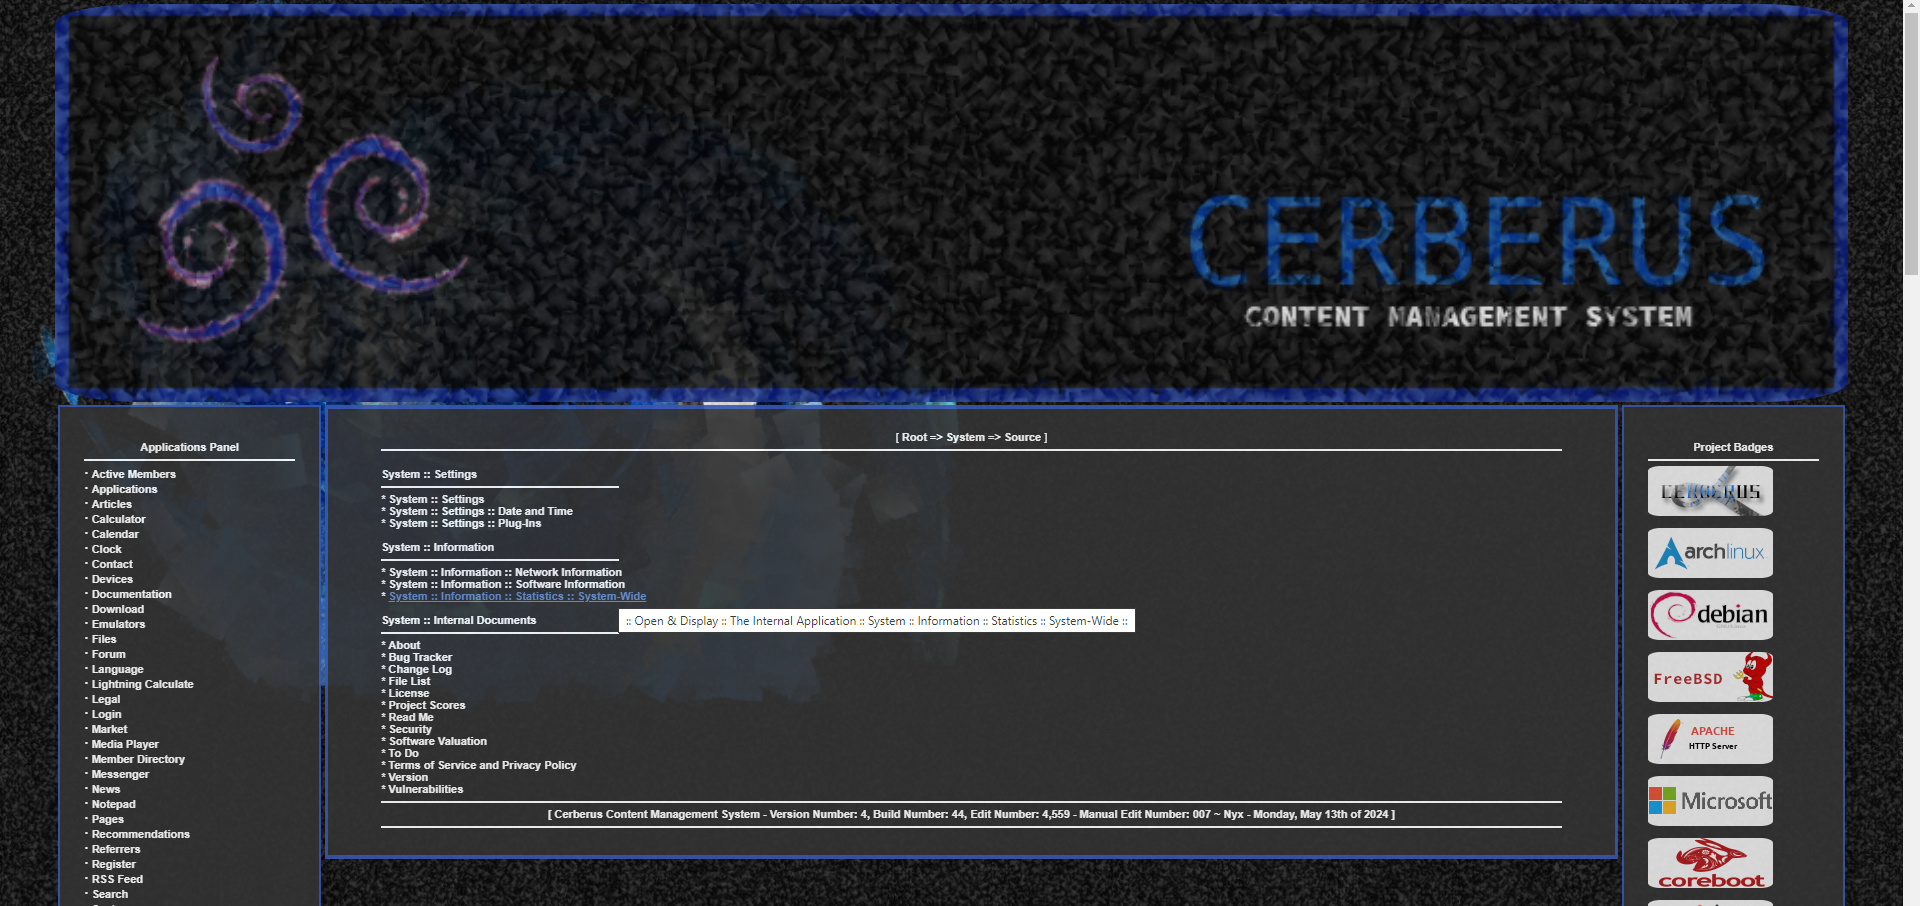 CERBERUS
CONTENT MANAGEMENT SYSTEM
Applications Panel
· Active Members
· Applications
· Articles
· Calculator
· Calendar
· Clock
· Contact
· Devices
· Documentation
· Download
· Emulators
· Files
· Forum
· Language
· Lightning Calculate
· Legal
· Login
· Market
· Media Player
· Member Directory
· Messenger
· News
· Notepad
· Pages
· Recommendations
· Referrers
· Register
· RSS Feed
· Search
[ Root => System => Source ]
System :: Settings
* System :: Settings
* System :: Settings :: Date and Time
* System :: Settings :: Plug-Ins
System :: Information
* System :: Information :: Network Information
* System :: Information :: Software Information
* System :: Information :: Statistics :: System-Wide
:: Open & Display :: The Internal Application :: System :: Information :: Statistics :: System-Wide ::
System :: Internal Documents
* About
* Bug Tracker
* Change Log
* File List
* License
* Project Scores
* Read Me
* Security
* Software Valuation
* To Do
* Terms of Service and Privacy Policy
* Version
* Vulnerabilities
[ Cerberus Content Management System - Version Number: 4, Build Number: 44, Edit Number: 4,559 - Manual Edit Number: 007 ~ Nyx - Monday, May 13th of 2024 ]
Project Badges
CERBERUS
archlinux
debian
FreeBSD
APACHE
HTTP Server
Microsoft
coreboot